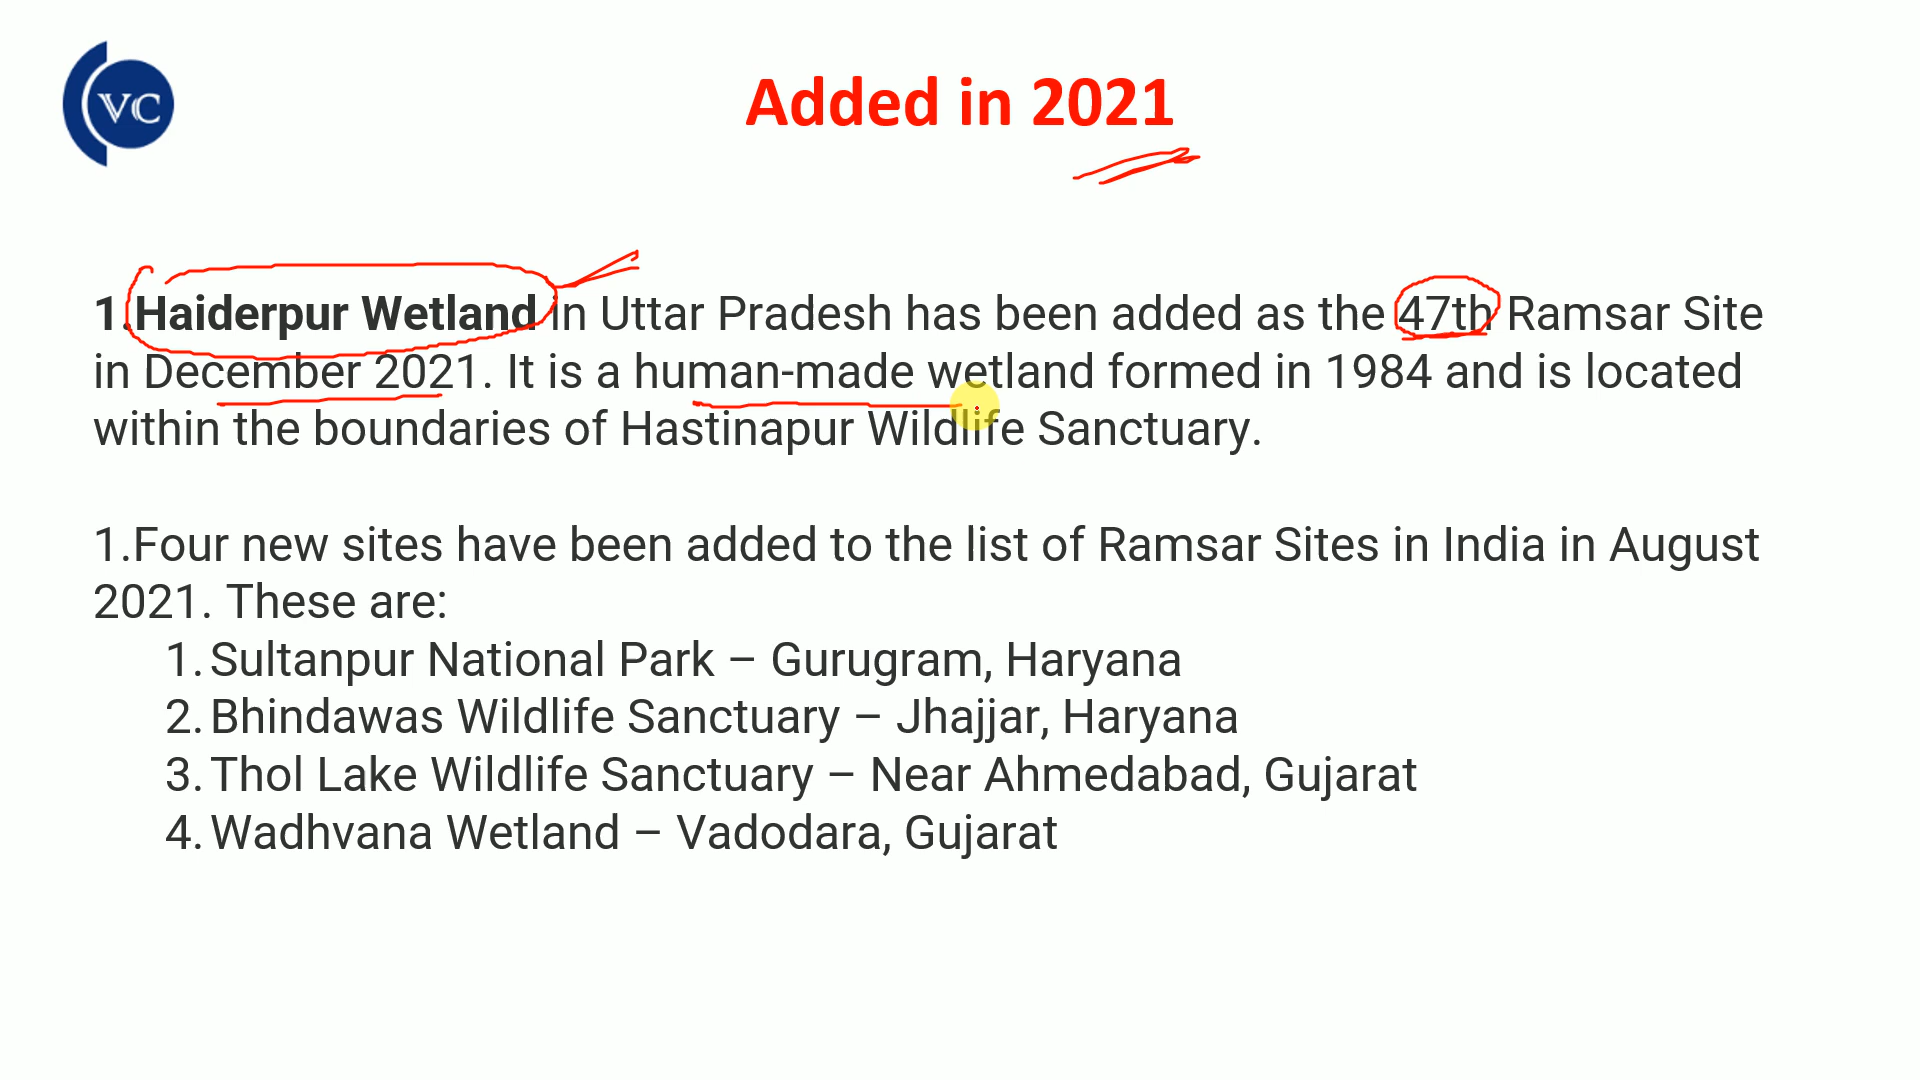 VC
Added in 2021
1.Haiderpur Wetland in Uttar Pradesh has been added as the 47th Ramsar Site
in December 2021. It is a human-made wetland formed in 1984 and is located
within the boundaries of Hastinapur Wildlife Sanctuary.
1.Four new sites have been added to the list of Ramsar Sites in India in August
2021. These are:
1. Sultanpur National Park – Gurugram, Haryana
2. Bhindawas Wildlife Sanctuary – Jhajjar, Haryana
3. Thol Lake Wildlife Sanctuary – Near Ahmedabad, Gujarat
4. Wadhvana Wetland – Vadodara, Gujarat